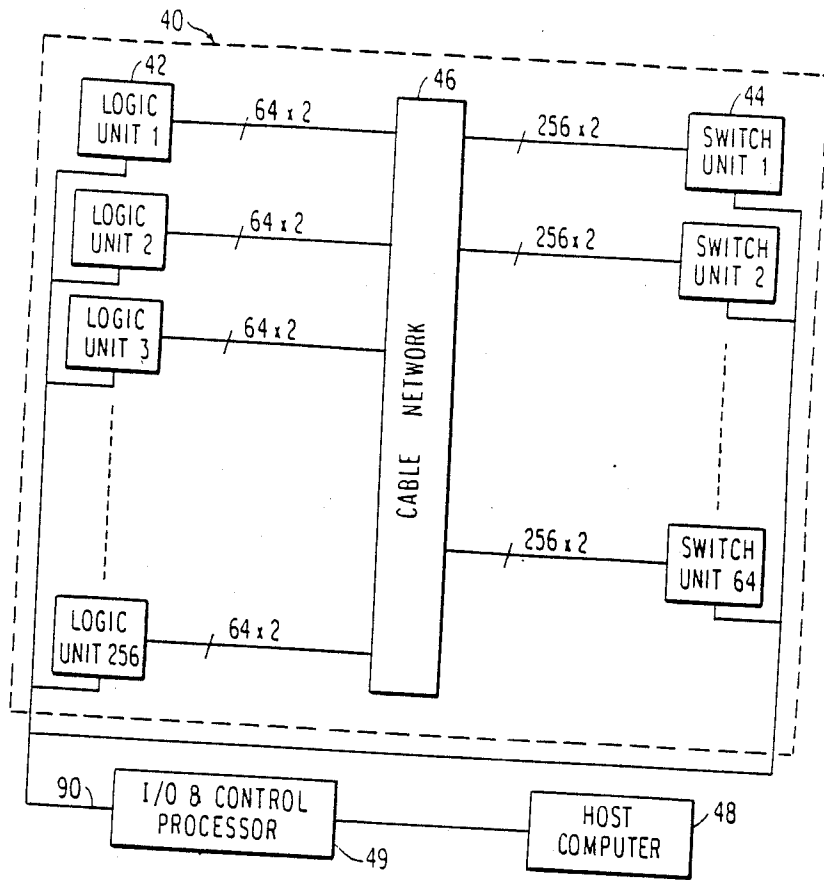 40
42
LOGIC
UNIT 1
64 x 2
46
256 x 2
44
SWITCH
UNIT 1
LOGIC
UNIT 2
64 x 2
256 x 2
SWITCH
UNIT 2
LOGIC
UNIT 3
64 x 2
CABLE NETWORK
256 x 2
SWITCH
UNIT 64
LOGIC
UNIT 256
64 x 2
90
I/O & CONTROL
PROCESSOR
49
HOST
COMPUTER
48